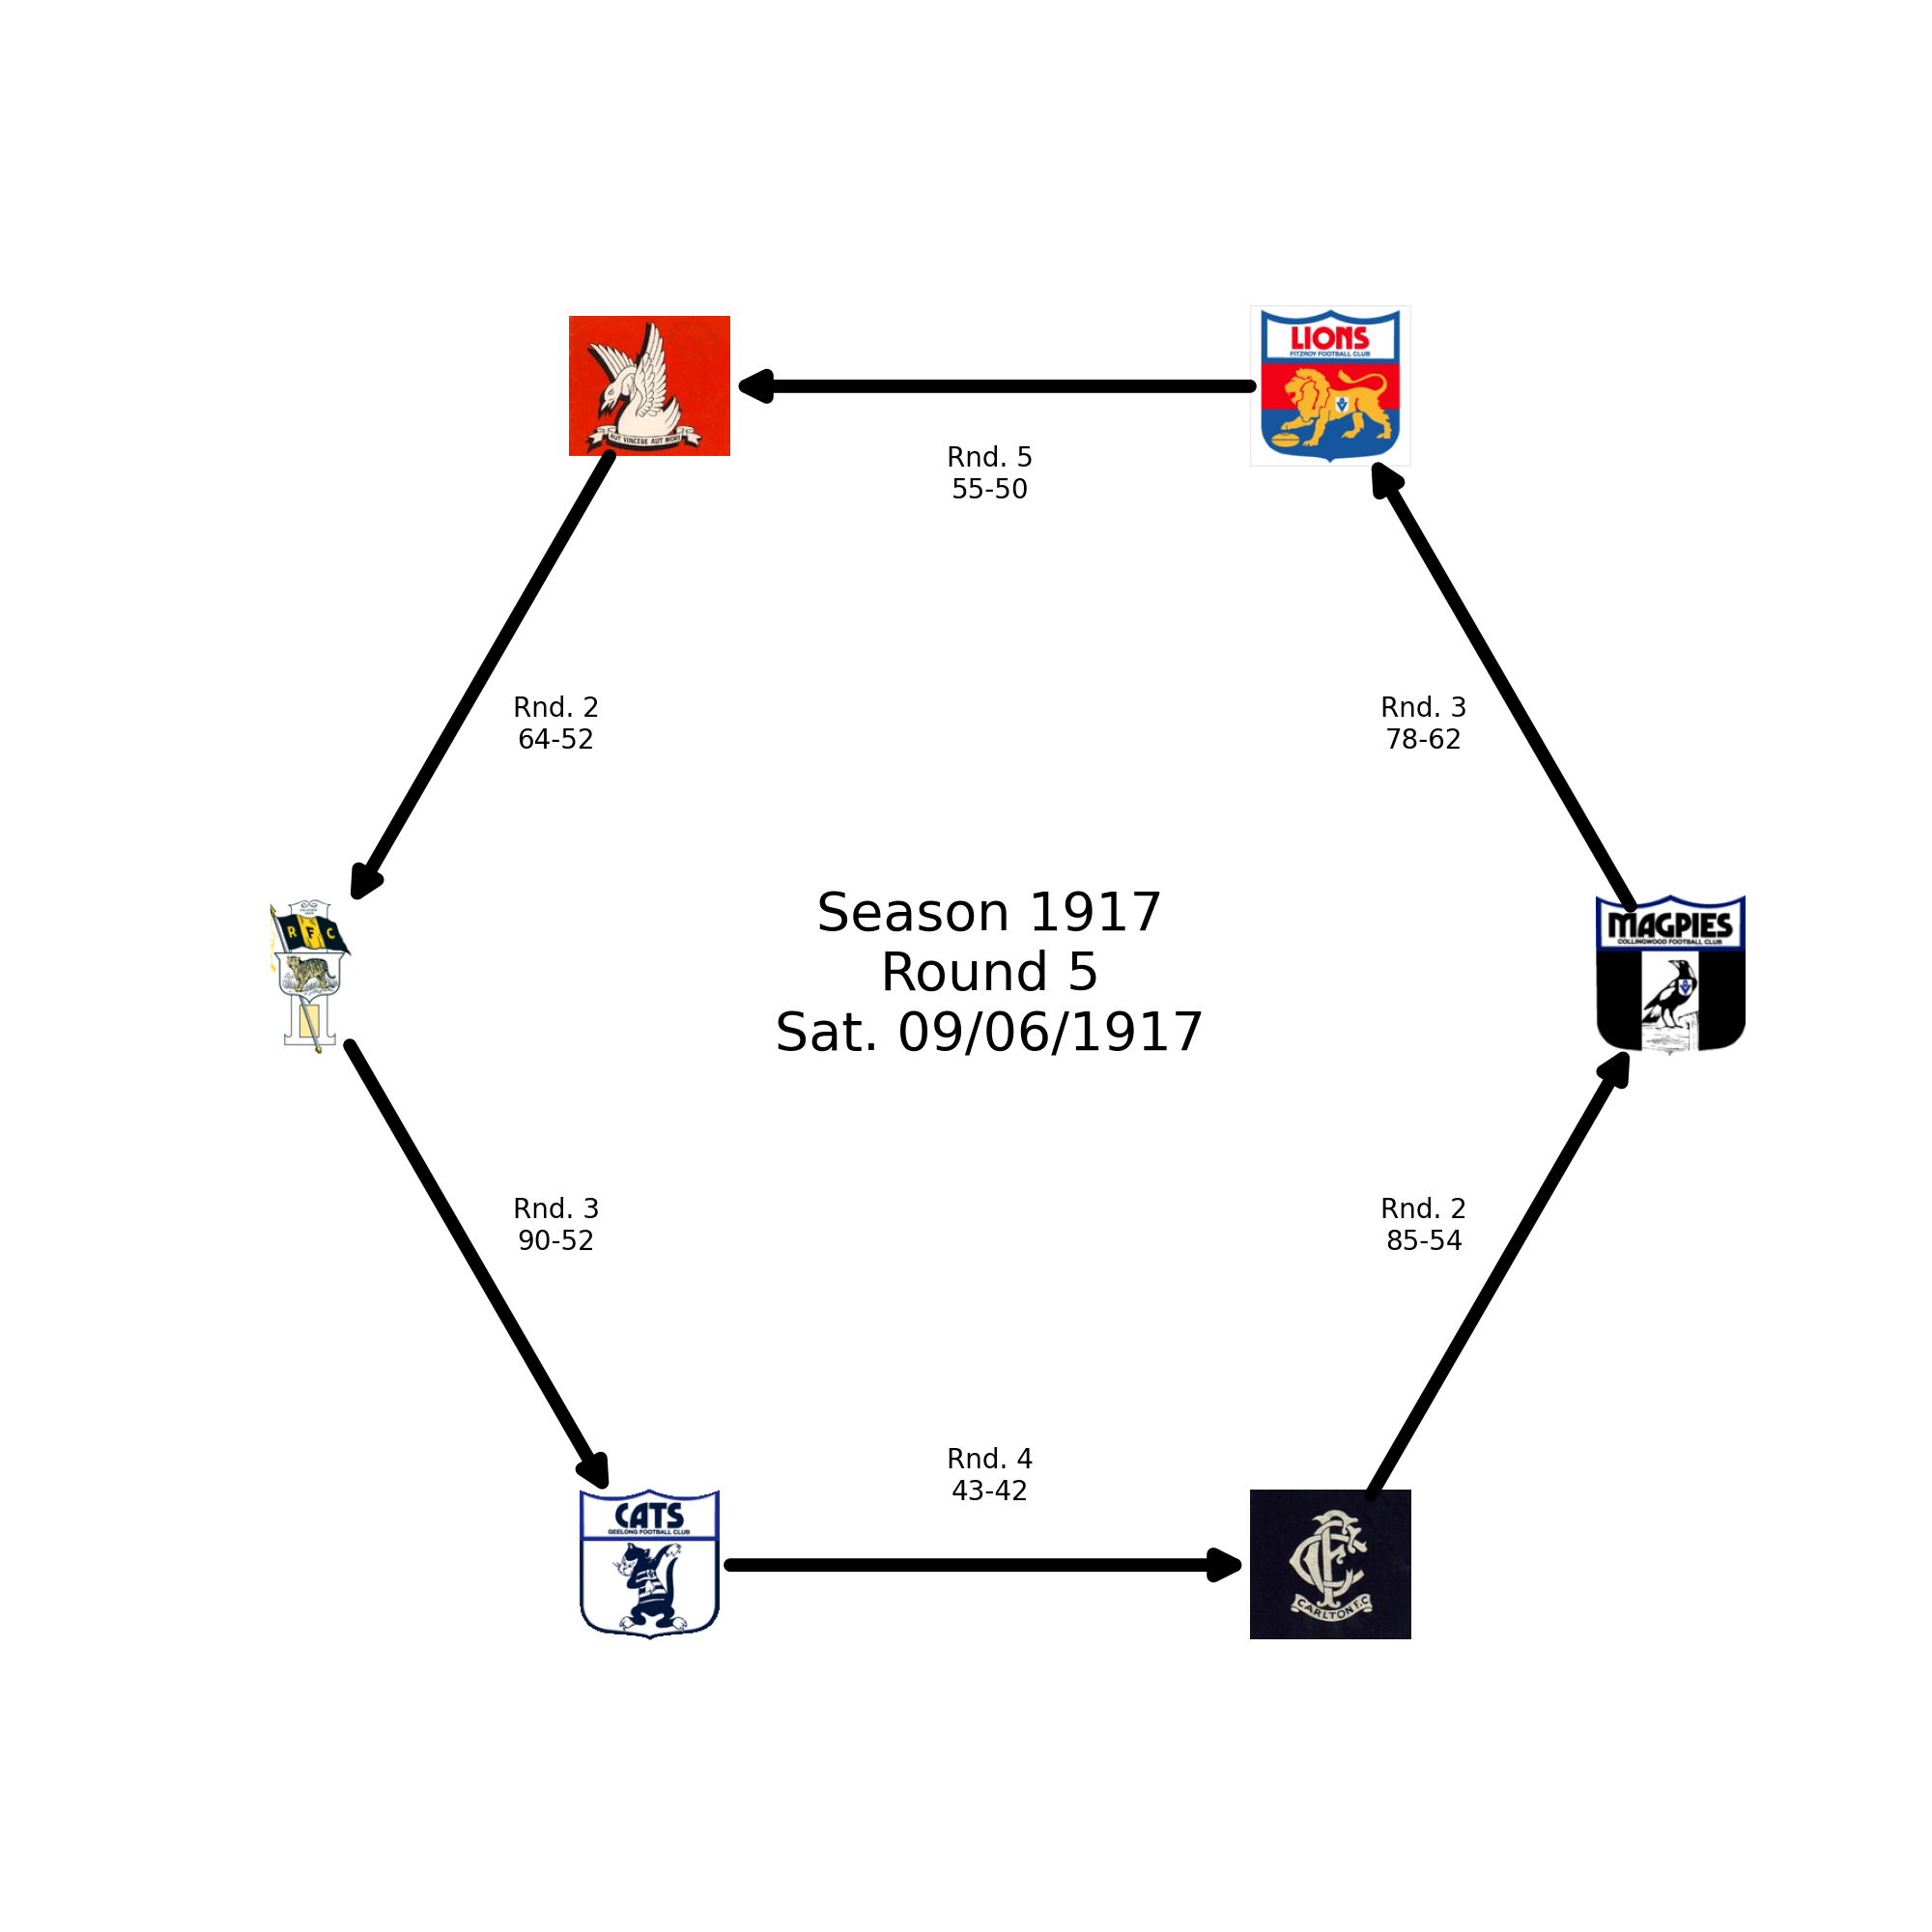 LIONS
FITZROY FOOTBALL CLUB
AUT VINCERE AUT MORI
Rnd. 5
55-50
Rnd. 2
64-52
Rnd. 3
78-62
R F C
Season 1917
Round 5
Sat. 09/06/1917
MAGPIES
COLLINGWOOD FOOTBALL CLUB
Rnd. 3
90-52
Rnd. 2
85-54
Rnd. 4
43-42
CATS
GEELONG FOOTBALL CLUB
CFC
CARLTON F.C